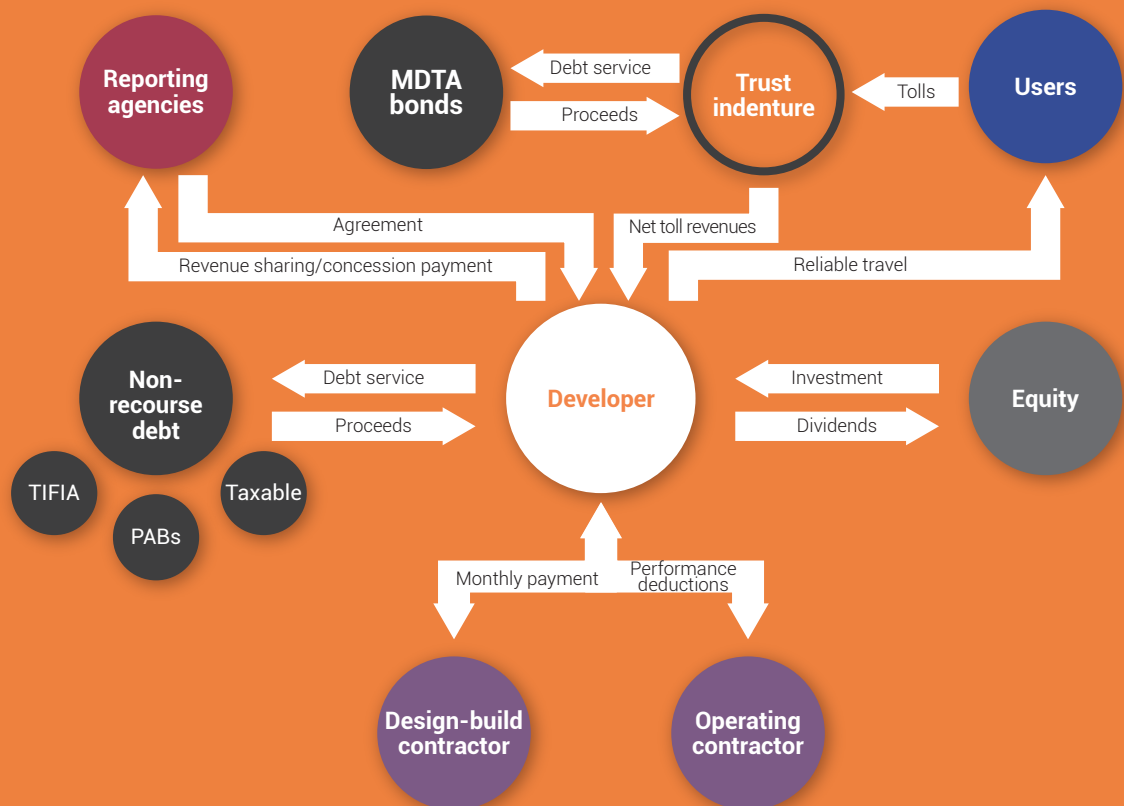 Reporting
agencies
MDTA
bonds
Debt service
Proceeds
Trust
indenture
Tolls
Users
Agreement
Net toll revenues
Revenue sharing/concession payment
Reliable travel
Non-
recourse
debt
Debt service
Proceeds
Developer
Investment
Dividends
Equity
TIFIA
PABs
Taxable
Monthly payment
Performance
deductions
Design-build
contractor
Operating
contractor